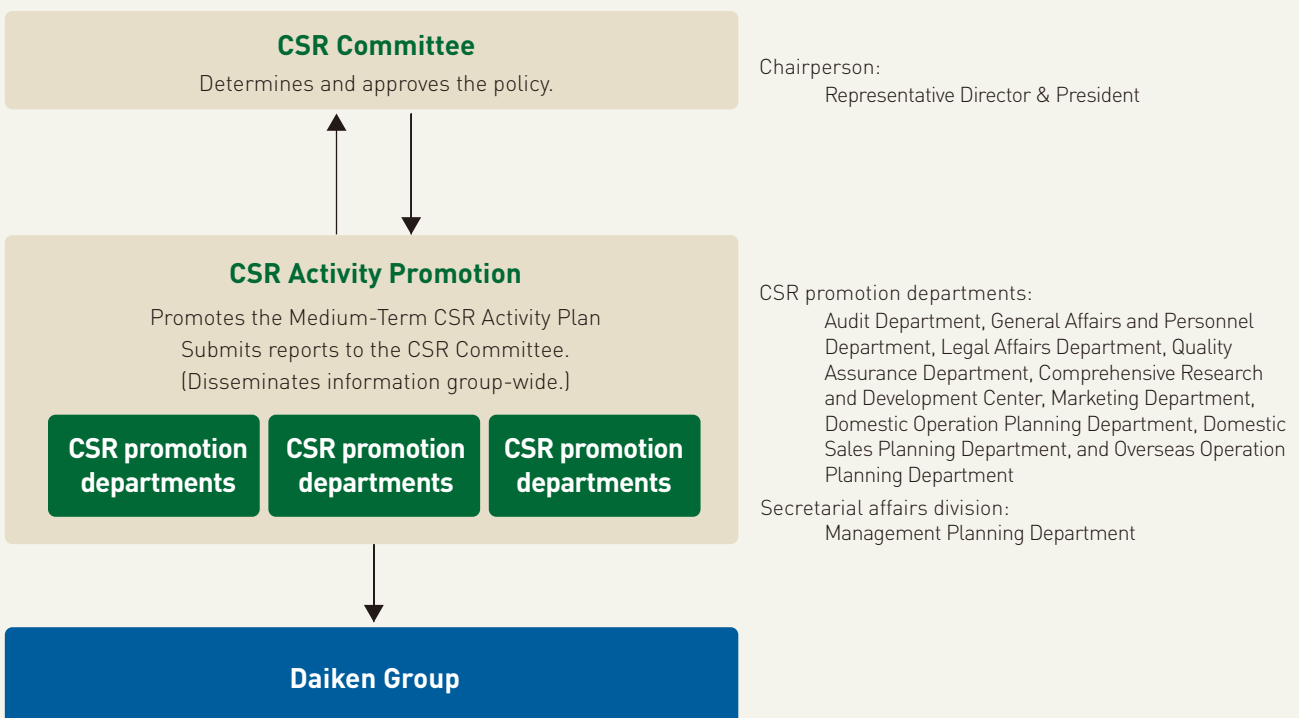 CSR Committee
Determines and approves the policy.
Chairperson:
Representative Director & President
CSR Activity Promotion
Promotes the Medium-Term CSR Activity Plan
Submits reports to the CSR Committee.
(Disseminates information group-wide.)
CSR promotion
departments
CSR promotion
departments
CSR promotion
departments
CSR promotion departments:
Audit Department, General Affairs and Personnel
Department, Legal Affairs Department, Quality
Assurance Department, Comprehensive Research
and Development Center, Marketing Department,
Domestic Operation Planning Department, Domestic
Sales Planning Department, and Overseas Operation
Planning Department
Secretarial affairs division:
Management Planning Department
Daiken Group